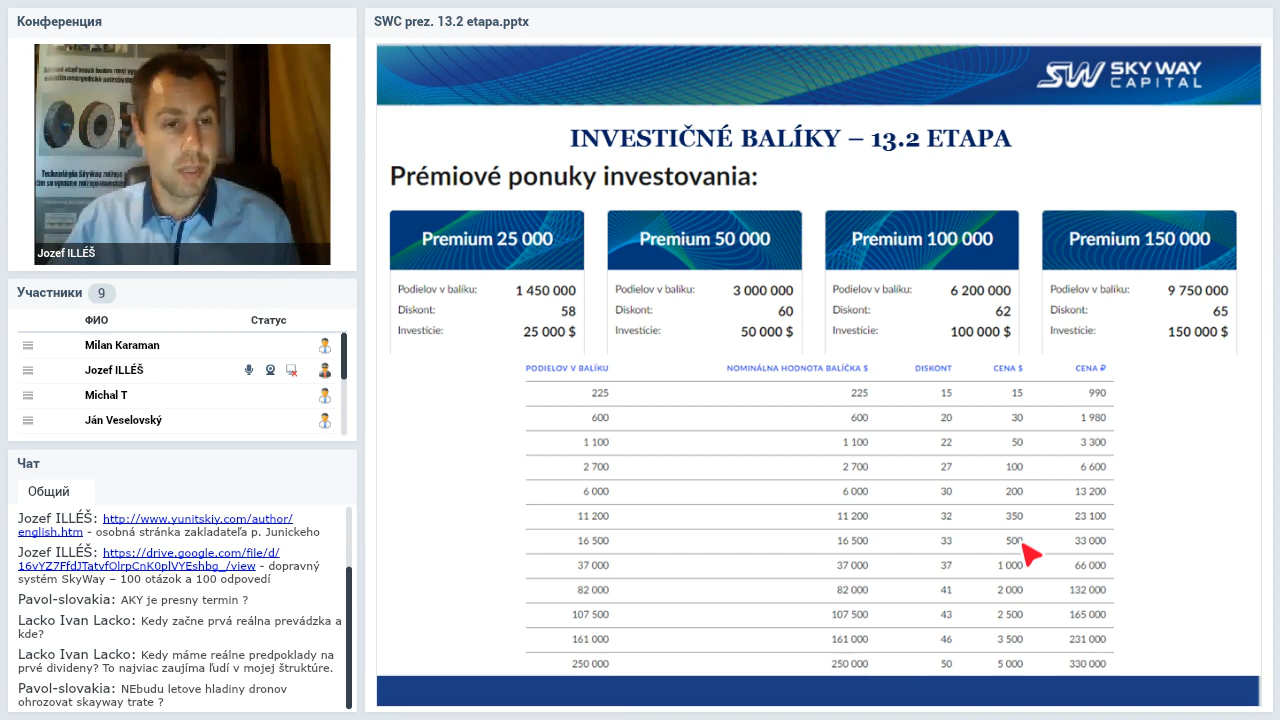 Конференция
Jozef ILLÉŠ
Участники 9
ФИО Статус
Milan Karaman
Jozef ILLÉŠ
Michal T
Ján Veselovský
Чат
Общий
Jozef ILLÉŠ: http://www.yunitskiy.com/author/
english.htm - osobná stránka zakladateľa p. Junickeho
Jozef ILLÉŠ: https://drive.google.com/file/d/
16vYZ7FfdJTatvfOlrpCnK0plVYEshbg_/view - dopravný
systém SkyWay – 100 otázok a 100 odpovedí
Pavol-slovakia: AKY je presny termin ?
Lacko Ivan Lacko: Kedy začne prvá reálna prevádzka a
kde?
Lacko Ivan Lacko: Kedy máme reálne predpoklady na
prvé divideny? To najviac zaujíma ľudí v mojej štruktúre.
Pavol-slovakia: NEbudu letove hladiny dronov
ohrozovat skayway trate ?
SWC prez. 13.2 etapa.pptx
SW SKY WAY
CAPITAL
INVESTIČNÉ BALÍKY – 13.2 ETAPA
Prémiové ponuky investovania:
Premium 25 000
Podielov v balíku: 1 450 000
Diskont: 58
Investície: 25 000 $
Premium 50 000
Podielov v balíku: 3 000 000
Diskont: 60
Investície: 50 000 $
Premium 100 000
Podielov v balíku: 6 200 000
Diskont: 62
Investície: 100 000 $
Premium 150 000
Podielov v balíku: 9 750 000
Diskont: 65
Investície: 150 000 $
PODIELOV V BALÍKU NOMINÁLNA HODNOTA BALÍČKA $ DISKONT CENA $ CENA ₽
225 225 15 15 990
600 600 20 30 1 980
1 100 1 100 22 50 3 300
2 700 2 700 27 100 6 600
6 000 6 000 30 200 13 200
11 200 11 200 32 350 23 100
16 500 16 500 33 500 33 000
37 000 37 000 37 1 000 66 000
82 000 82 000 41 2 000 132 000
107 500 107 500 43 2 500 165 000
161 000 161 000 46 3 500 231 000
250 000 250 000 50 5 000 330 000